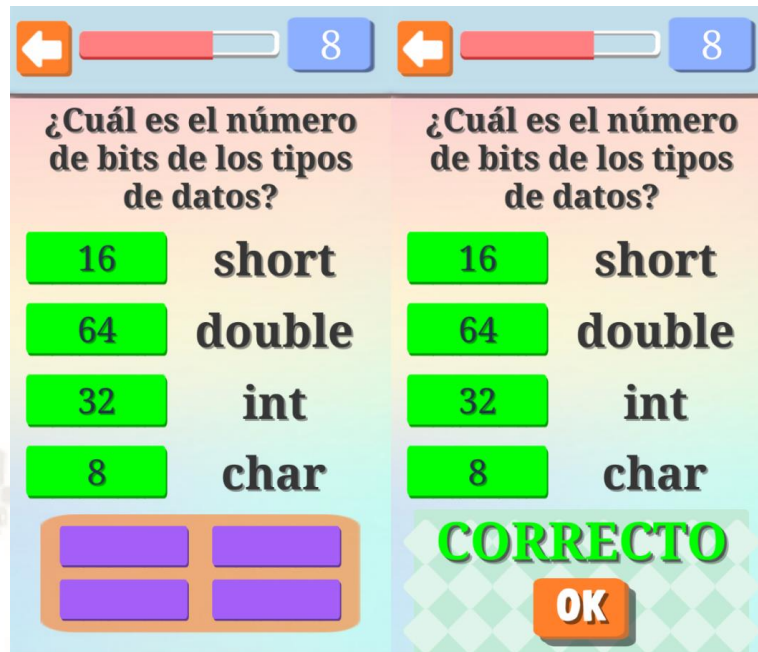 8
¿Cuál es el número
de bits de los tipos
de datos?
16 short
64 double
32 int
8 char
8
¿Cuál es el número
de bits de los tipos
de datos?
16 short
64 double
32 int
8 char
CORRECTO
OK